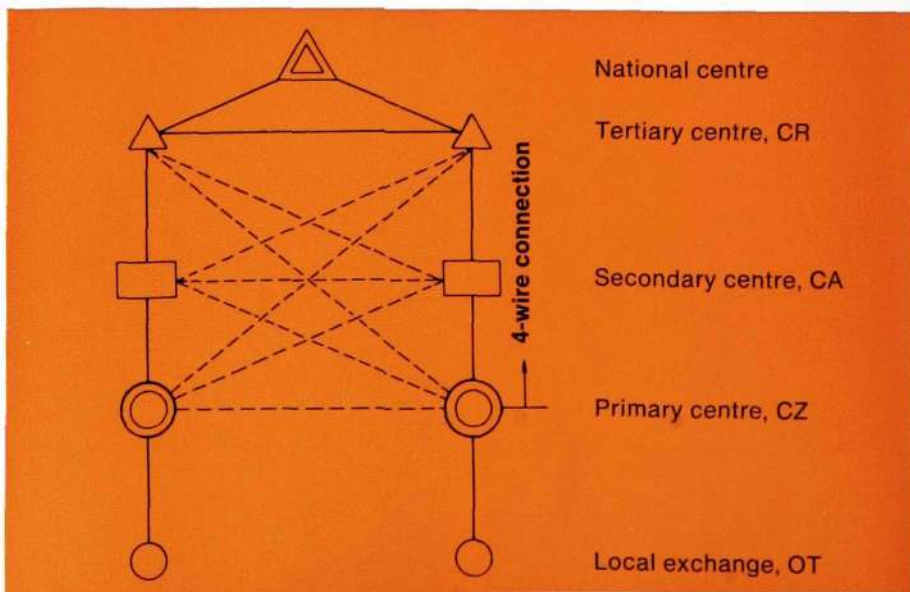 National centre
Tertiary centre, CR
4-wire connection
Secondary centre, CA
Primary centre, CZ
Local exchange, OT